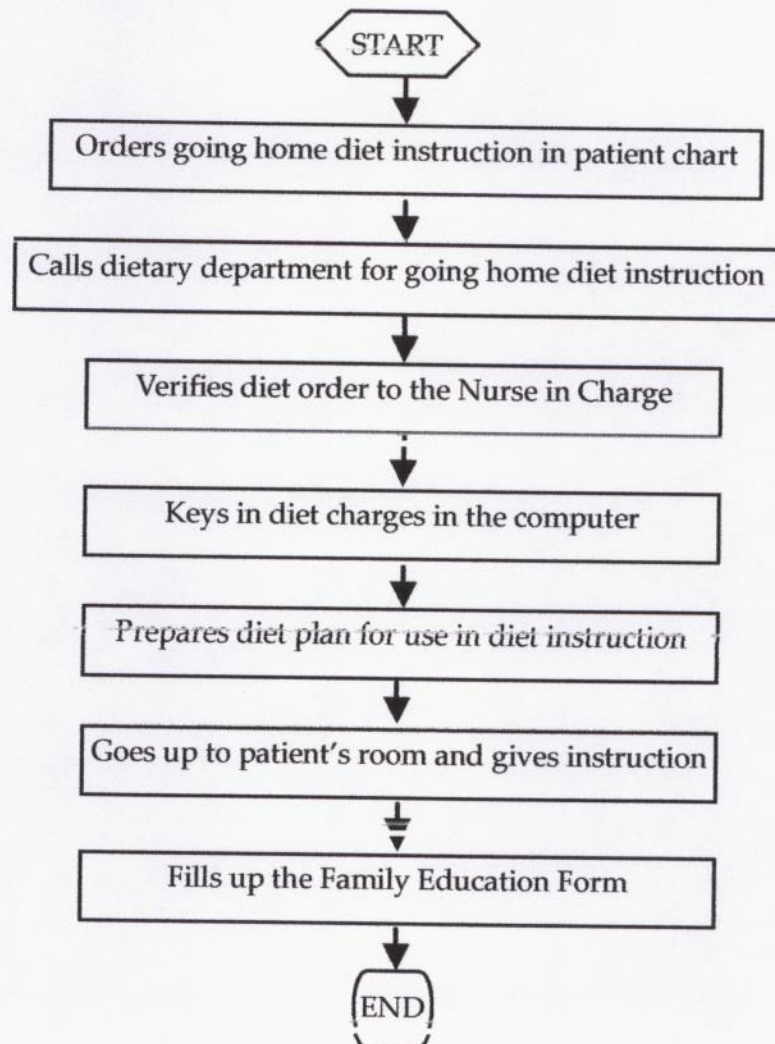 START
Orders going home diet instruction in patient chart
Calls dietary department for going home diet instruction
Verifies diet order to the Nurse in Charge
Keys in diet charges in the computer
Prepares diet plan for use in diet instruction
Goes up to patient's room and gives instruction
Fills up the Family Education Form
END